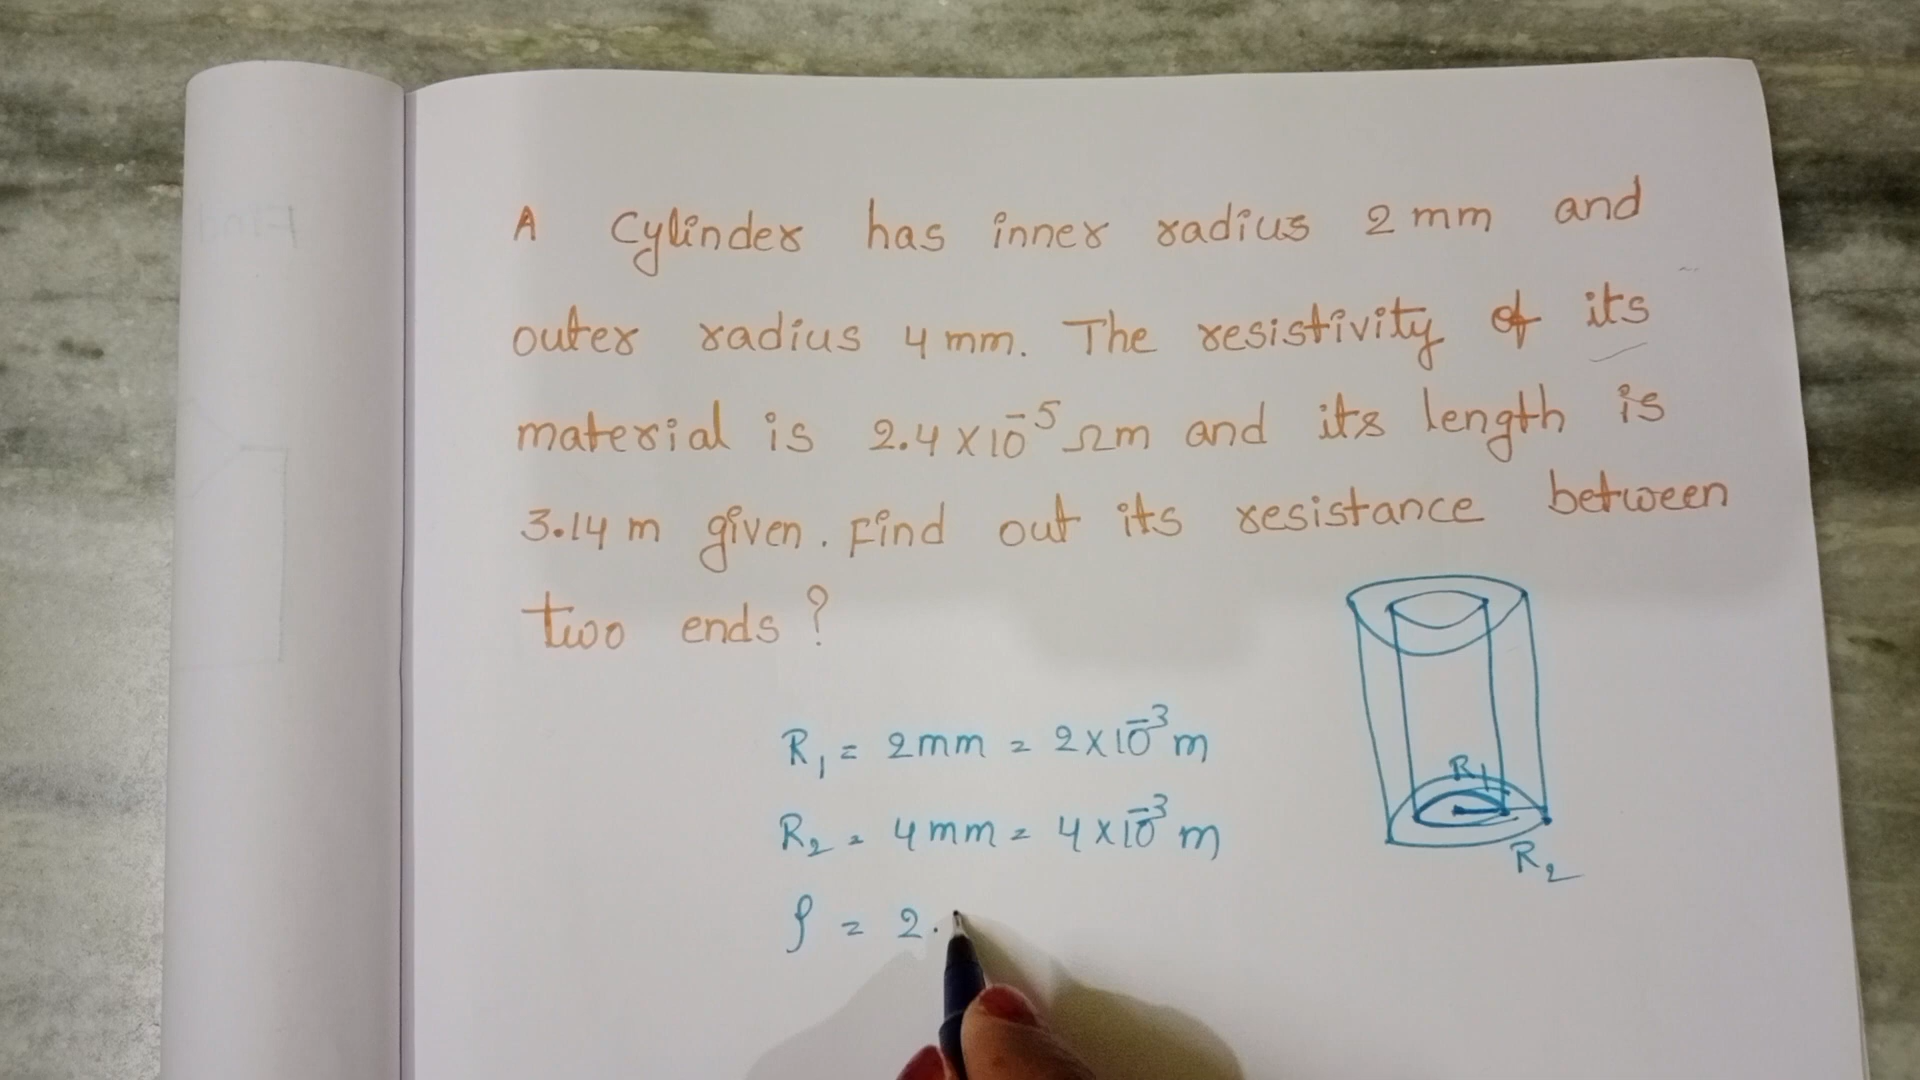 A Cylinder has inner radius 2 mm and
outer radius 4 mm. The resistivity of its
material is 2.4 × 10⁻⁵ Ωm and its length is
3.14 m given. Find out its resistance between
two ends ?
R₁ = 2mm = 2 × 10⁻³ m
R₂ = 4mm = 4 × 10⁻³ m
ρ = 2.
R₁
R₂